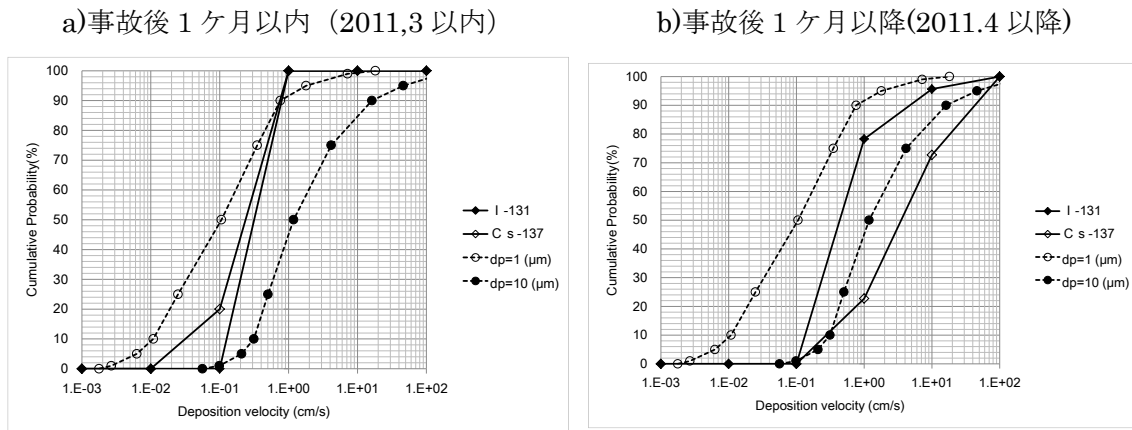 a)事故後 1 ケ月以内（2011,3 以内）
b)事故後 1 ケ月以降(2011.4 以降)
Cumulative Probability(%)
100
90
80
70
60
50
40
30
20
10
0
1.E-03 1.E-02 1.E-01 1.E+00 1.E+01 1.E+02
Deposition velocity (cm/s)
I -131
C s -137
dp=1 (μm)
dp=10 (μm)
Cumulative Probability(%)
100
90
80
70
60
50
40
30
20
10
0
1.E-03 1.E-02 1.E-01 1.E+00 1.E+01 1.E+02
Deposition velocity (cm/s)
I -131
C s -137
dp=1 (μm)
dp=10 (μm)